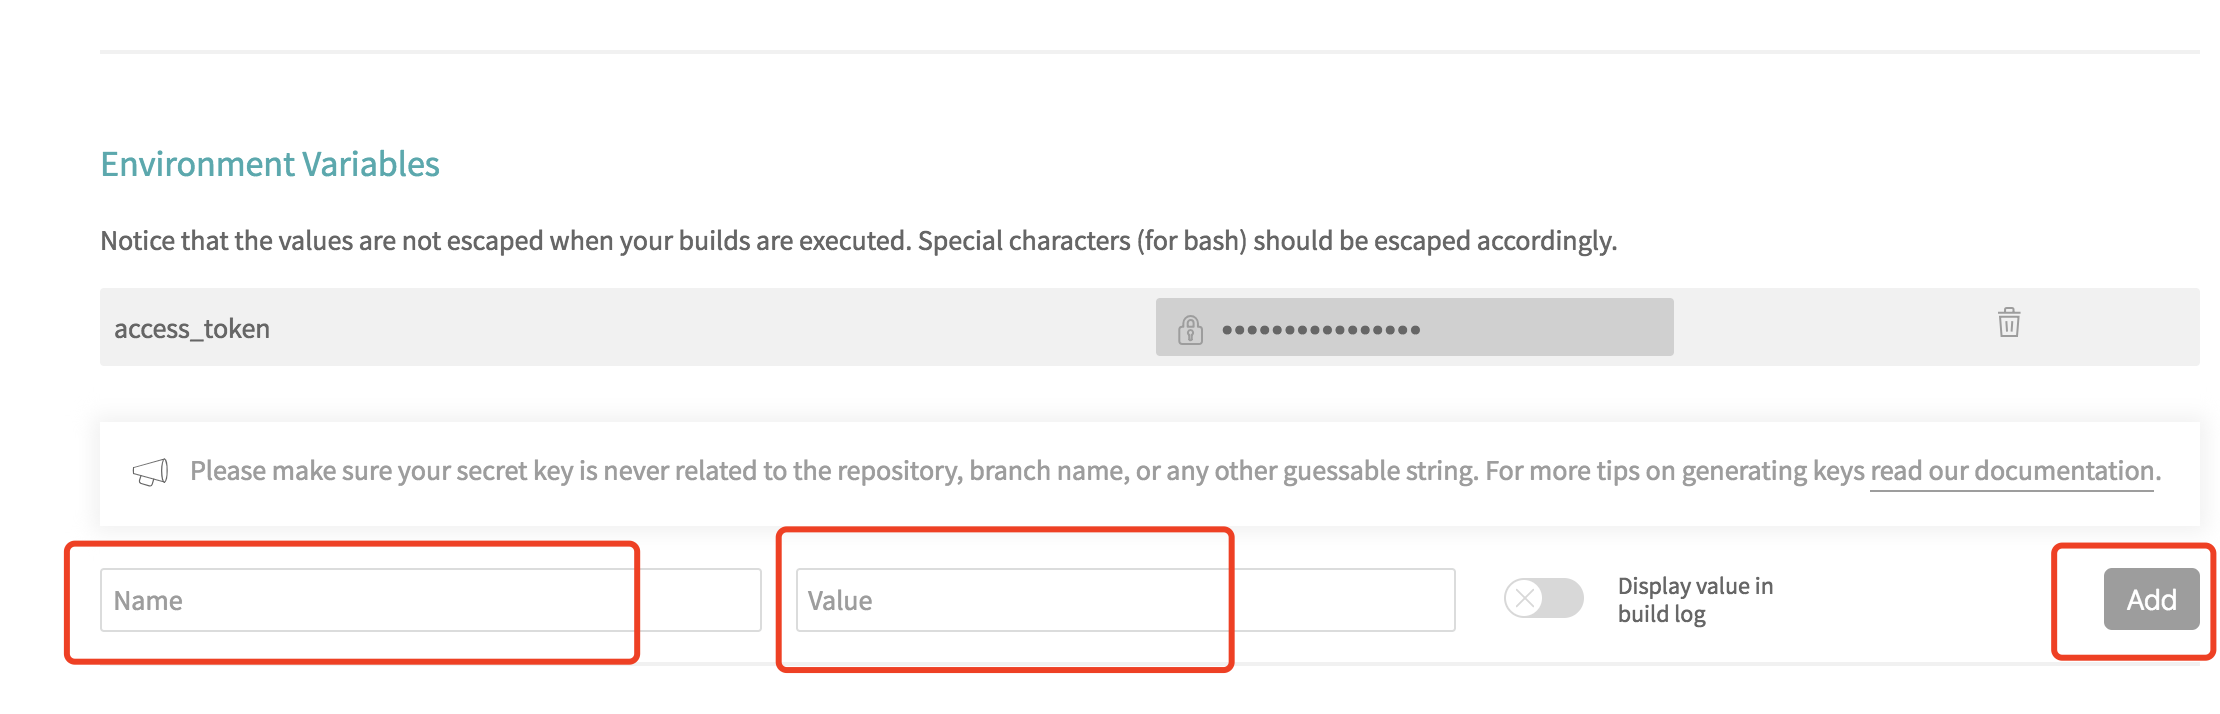 Environment Variables
Notice that the values are not escaped when your builds are executed. Special characters (for bash) should be escaped accordingly.
access_token ••••••••••••••••
Please make sure your secret key is never related to the repository, branch name, or any other guessable string. For more tips on generating keys read our documentation.
Name Value Display value in
build log
Add